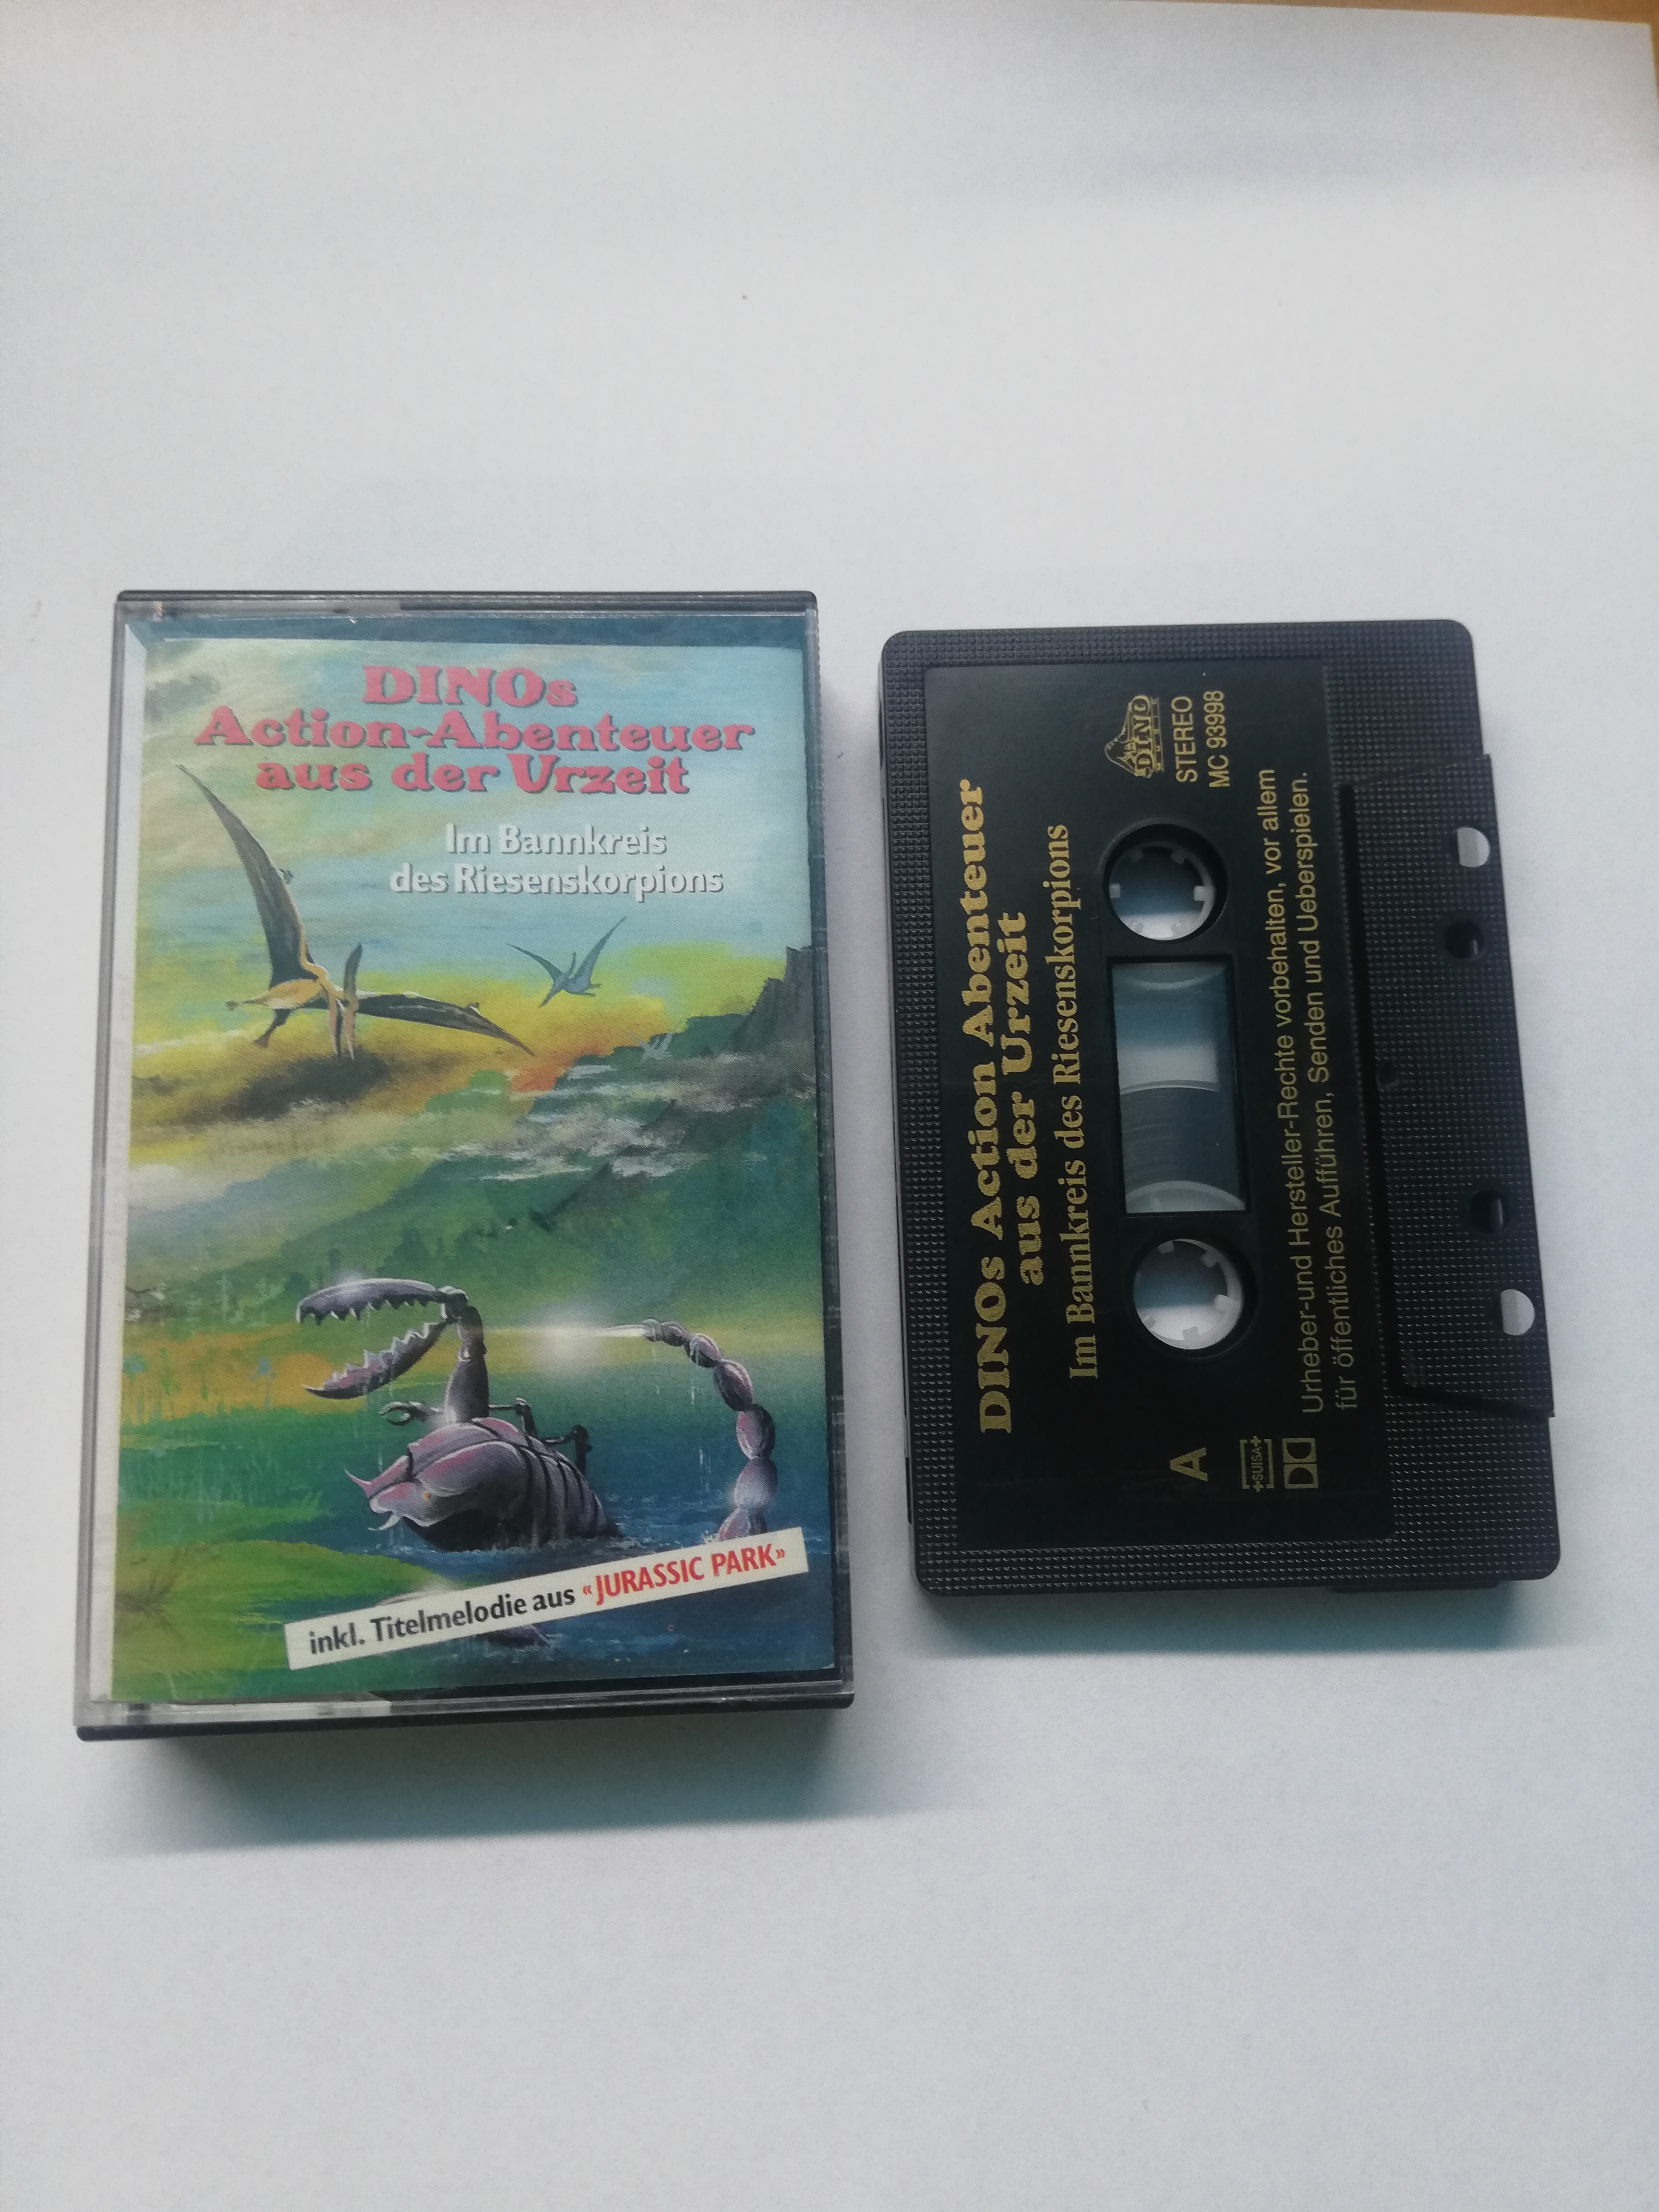 DINOs
Action-Abenteuer
aus der Urzeit
Im Bannkreis
des Riesenskorpions
inkl. Titelmelodie aus «JURASSIC PARK»
DINOs Action Abenteuer
aus der Urzeit
Im Bannkreis des Riesenskorpions
A
DINO
MUSIC
STEREO
MC 93998
SUISA
Urheber-und Hersteller-Rechte vorbehalten, vor allem
für öffentliches Aufführen, Senden und Ueberspielen.